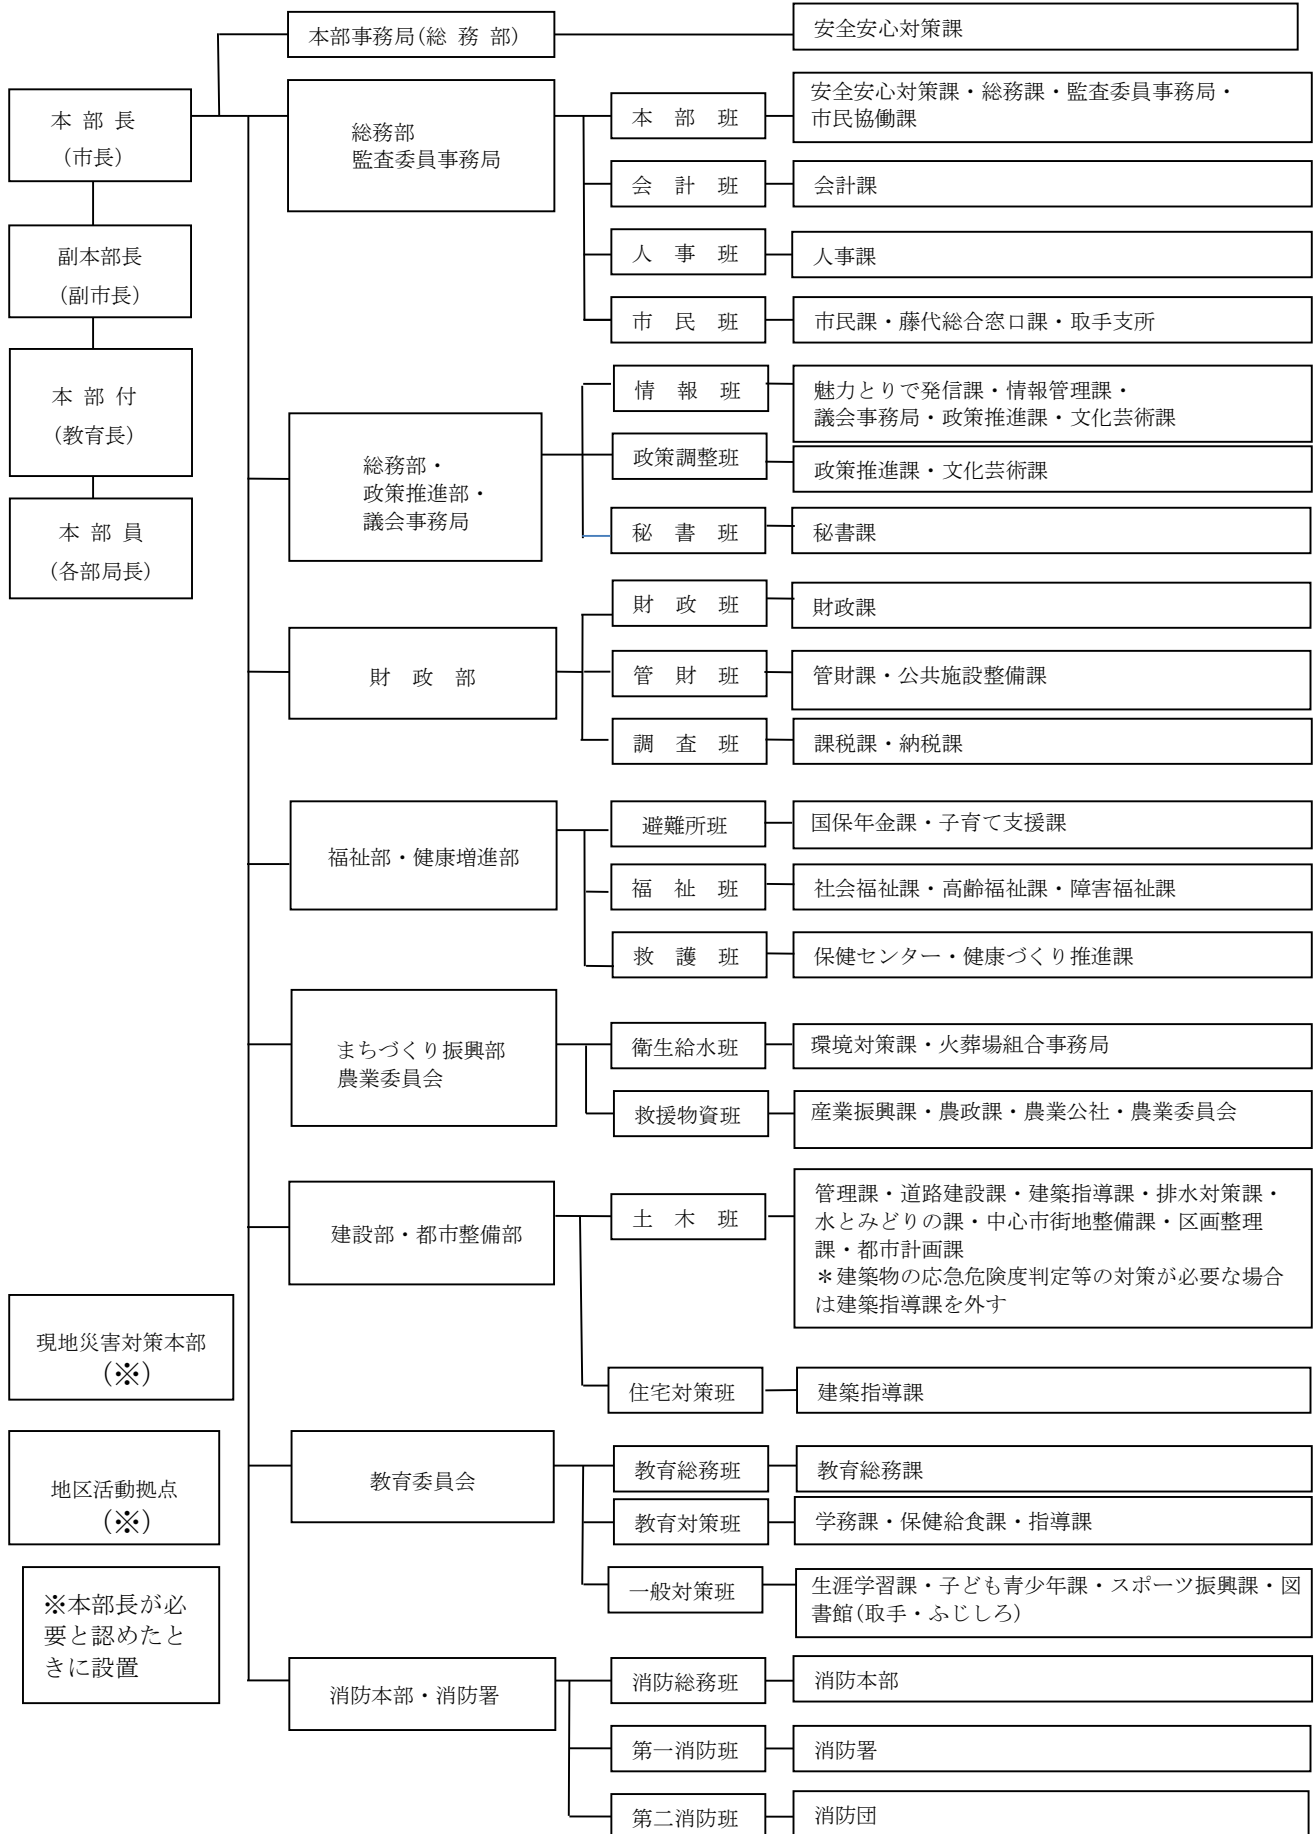 本部事務局(総 務 部)
安全安心対策課
本 部 長
(市長)
副本部長
(副市長)
本 部 付
(教育長)
本 部 員
(各部局長)
総務部
監査委員事務局
本 部 班
安全安心対策課・総務課・監査委員事務局・
市民協働課
会 計 班
会計課
人 事 班
人事課
市 民 班
市民課・藤代総合窓口課・取手支所
総務部・
政策推進部・
議会事務局
情 報 班
魅力とりで発信課・情報管理課・
議会事務局・政策推進課・文化芸術課
政策調整班
政策推進課・文化芸術課
秘 書 班
秘書課
財 政 部
財 政 班
財政課
管 財 班
管財課・公共施設整備課
調 査 班
課税課・納税課
福祉部・健康増進部
避難所班
国保年金課・子育て支援課
福 祉 班
社会福祉課・高齢福祉課・障害福祉課
救 護 班
保健センター・健康づくり推進課
まちづくり振興部
農業委員会
衛生給水班
環境対策課・火葬場組合事務局
救援物資班
産業振興課・農政課・農業公社・農業委員会
建設部・都市整備部
土 木 班
管理課・道路建設課・建築指導課・排水対策課・
水とみどりの課・中心市街地整備課・区画整理
課・都市計画課
*建築物の応急危険度判定等の対策が必要な場合
は建築指導課を外す
住宅対策班
建築指導課
現地災害対策本部
(※)
地区活動拠点
(※)
※本部長が必
要と認めたと
きに設置
教育委員会
教育総務班
教育総務課
教育対策班
学務課・保健給食課・指導課
一般対策班
生涯学習課・子ども青少年課・スポーツ振興課・図
書館(取手・ふじしろ)
消防本部・消防署
消防総務班
消防本部
第一消防班
消防署
第二消防班
消防団